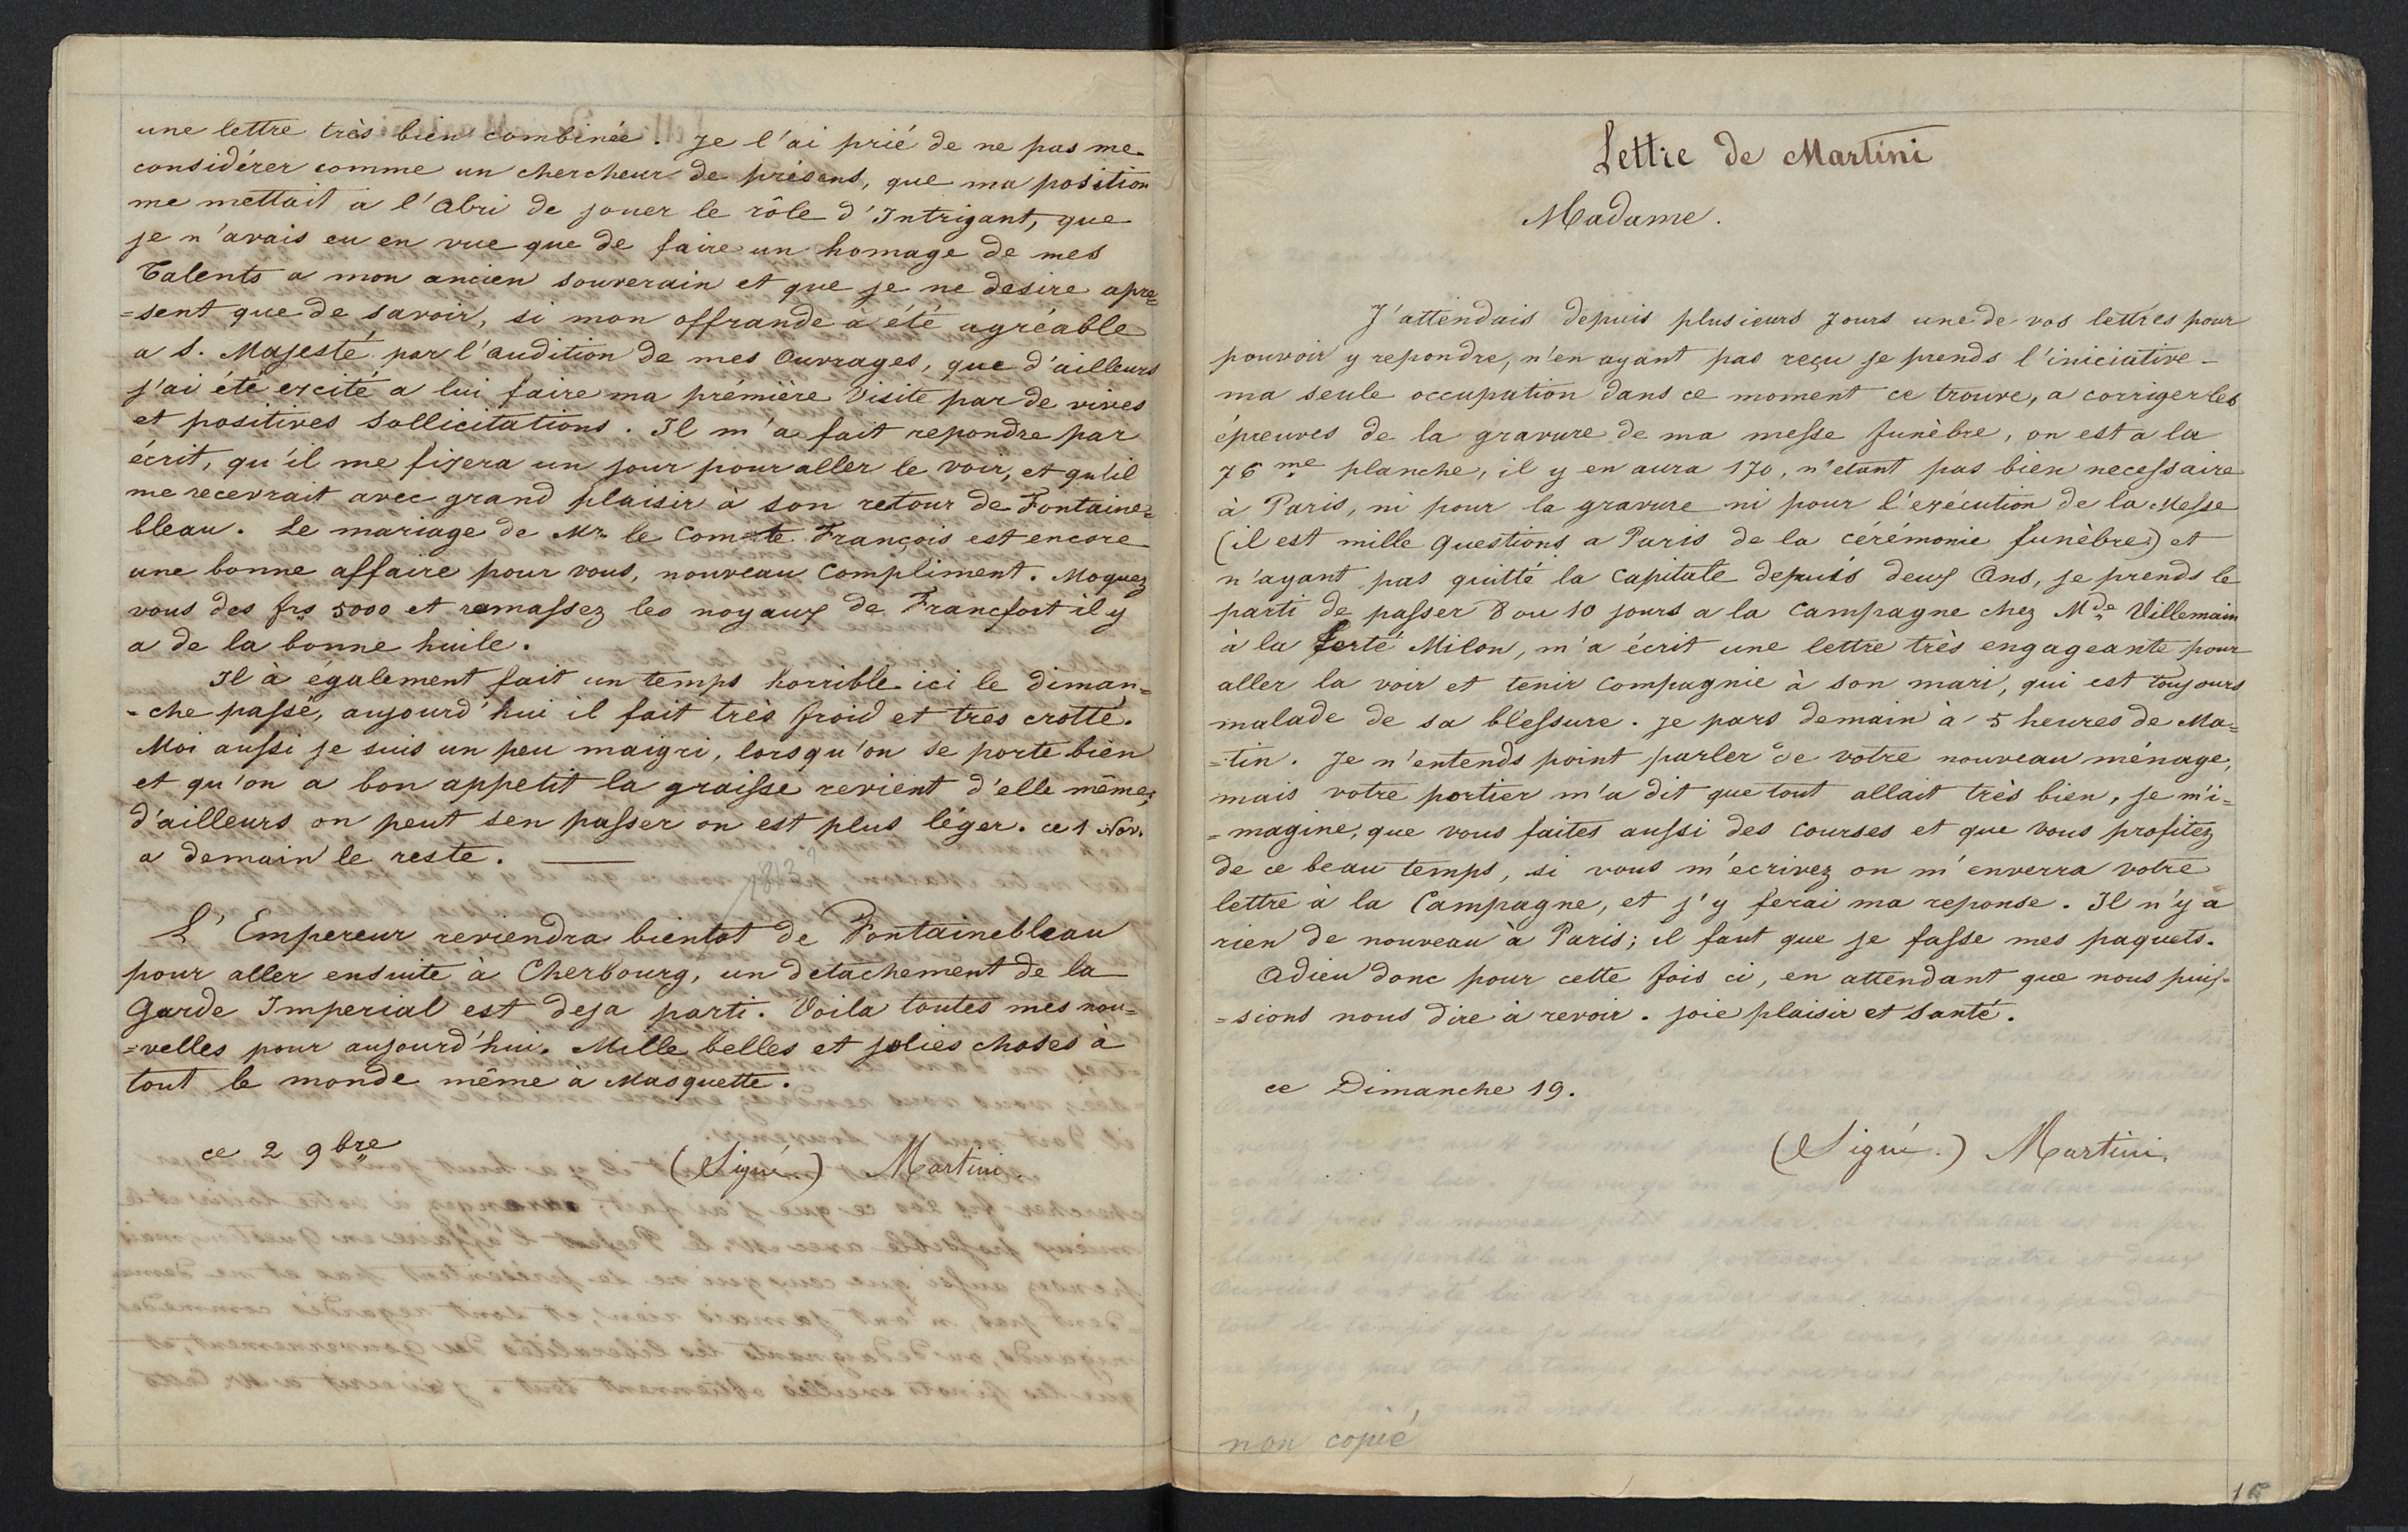 une lettre très bien combinée. Je l'ai prié de ne pas me
considérer comme un chercheur de présens, que ma position
me mettait a l'Abri de jouer le rôle d'Intrigant, que
je n'avais eu en vue que de faire un homage de mes
Talents a mon ancien souverain et que je ne desire apre=
=sent que de savoir, si mon offrande à été agréable
a S. Majesté par l'audition de mes Ouvrages, que d'ailleurs
j'ai été excité a lui faire ma prémière Visite par de vives
et positives Sollicitations. Il m'a fait repondre par
écrit, qu'il me fixera un jour pour aller le voir, et qu'il
me recevrait avec grand plaisir à son retour de Fontaine=
bleau. Le mariage de Mr. le Comte François est encore
une bonne affaire pour vous, nouveau Compliment. Moquez
vous des frs 5000 et ramassez les noyaux de Francfort il y
a de la bonne huile.
Il à également fait un temps horrible ici le diman=
=che passé, aujourd'hui il fait très froid et très crotté.
Moi aussi je suis un peu maigri, lorsqu'on se porte bien
et qu'on a bon appetit la graisse revient d'elle même,
d'ailleurs on peut s'en passer on est plus léger. ce 1 Nov.
a demain le reste. —
L'Empereur reviendra bientot de Fontainebleau
pour aller ensuite à Cherbourg, un detachement de la
Garde Imperial est deja parti. Voila toutes mes nou=
=velles pour aujourd'hui. Mille belles et jolies choses à
tout le monde même à Masquette.
ce 2 9bre
(Signé.) Martini
Lettre de Martini
Madame.
J'attendais depuis plusieurs jours une de vos lettres pour
pouvoir y repondre, n'en ayant pas reçu je prends l'iniciative -
ma seule occupation dans ce moment ce trouve, a corriger les
épreuves de la gravure de ma messe funèbre, on est a la
76me planche, il y en aura 170, n'etant pas bien necessaire
à Paris, ni pour la gravure ni pour l'exécution de la Messe
(il est mille questions a Paris de la cérémonie funèbre) et
n'ayant pas quitté la Capitale depuis deux Ans, je prends le
parti de passer 8 ou 10 jours a la Campagne chez Mde Villemain
à la ferté Milon, m'a écrit une lettre très engageante pour
aller la voir et tenir Compagnie à son mari, qui est toujours
malade de sa blessure. je pars demain à 5 heures de Ma=
=tin. Je n'entends point parler de votre nouveau ménage,
mais votre portier m'a dit que tout allait très bien, je m'i=
=magine, que vous faites aussi des Courses et que vous profitez
de ce beau temps, si vous m'ecrivez on m'enverra votre
lettre à la Campagne, et j'y ferai ma reponse. Il n'y a
rien de nouveau à Paris; il faut que je fasse mes paquets.
Adieu donc pour cette fois ci, en attendant que nous puis=
=sions nous dire à revoir. joie plaisir et Santé.
ce Dimanche 19.
(Signé.) Martini.
non copié